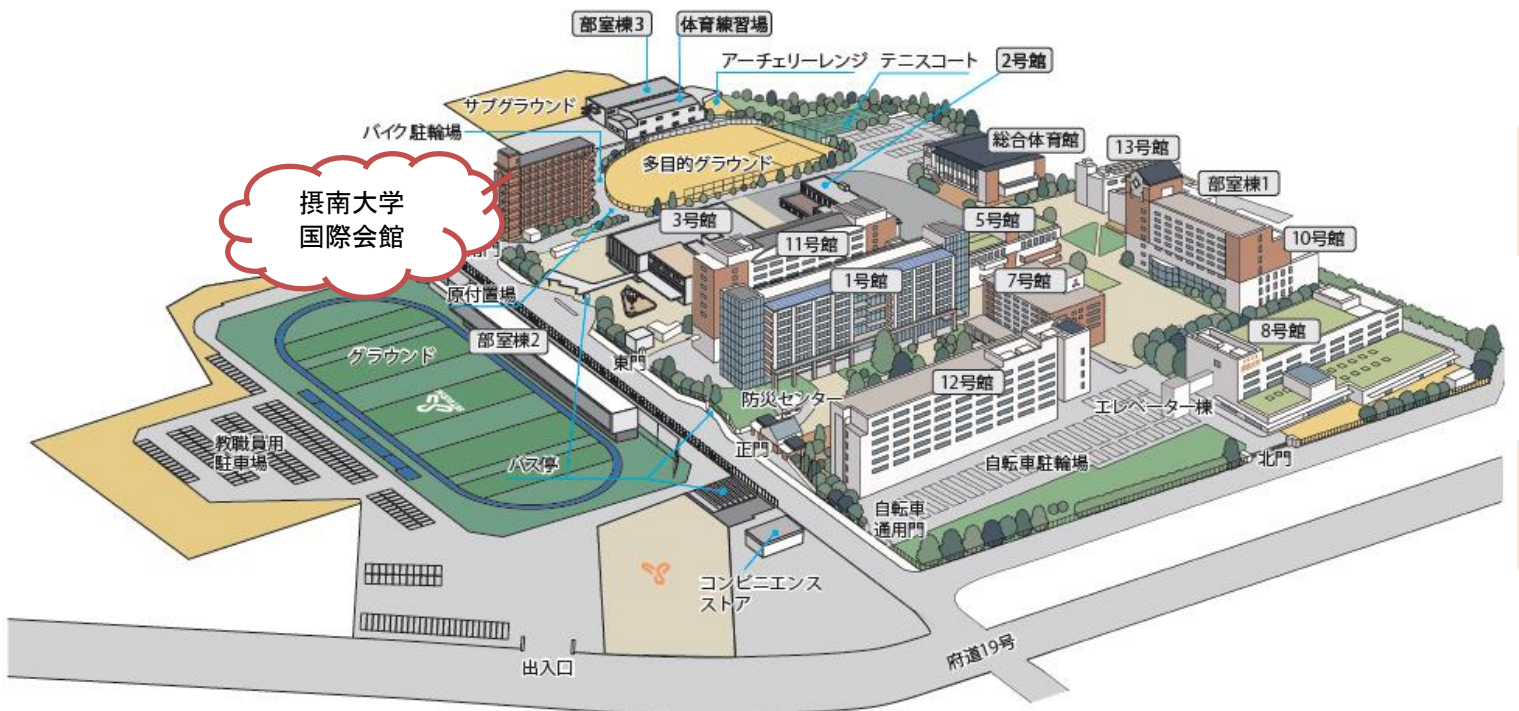 部室棟3
体育練習場
アーチェリーレンジ
テニスコート
2号館
サブグラウンド
バイク駐輪場
多目的グラウンド
総合体育館
13号館
部室棟1
摂南大学
国際会館
3号館
11号館
5号館
10号館
原付置場
1号館
7号館
部室棟2
グラウンド
東門
8号館
12号館
防災センター
エレベーター棟
教職員用
駐車場
バス停
正門
自転車駐輪場
北門
自転車
通用門
コンビニエンス
ストア
出入口
府道19号